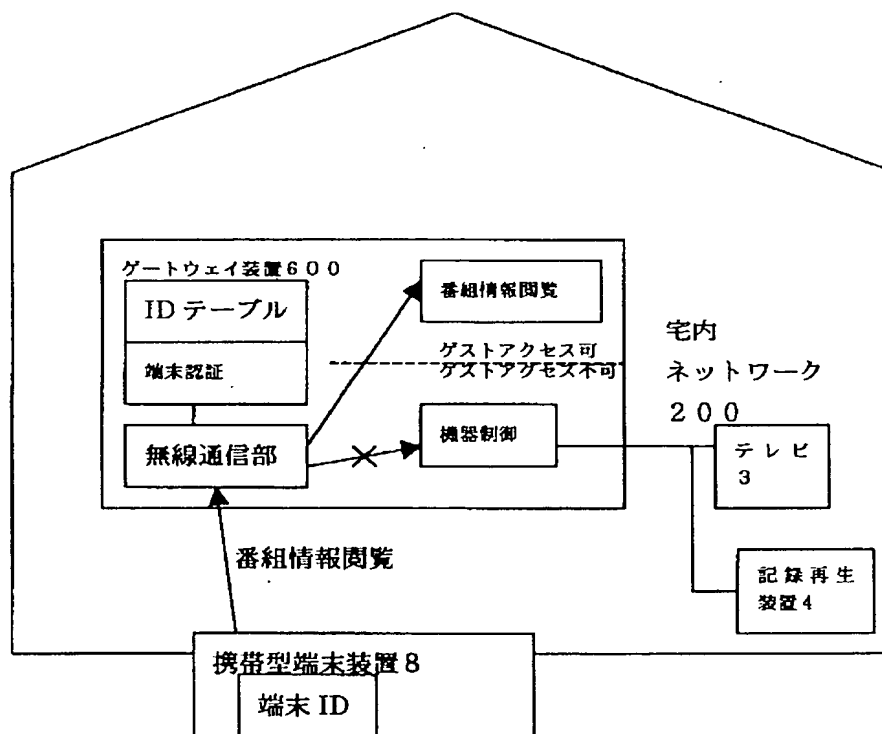 ゲートウェイ装置600
IDテーブル
端末認証
無線通信部
番組情報閲覧
ゲストアクセス可
ゲストアクセス不可
機器制御
宅内
ネットワーク
200
テレビ
3
記録再生
装置4
番組情報閲覧
携帯型端末装置8
端末ID